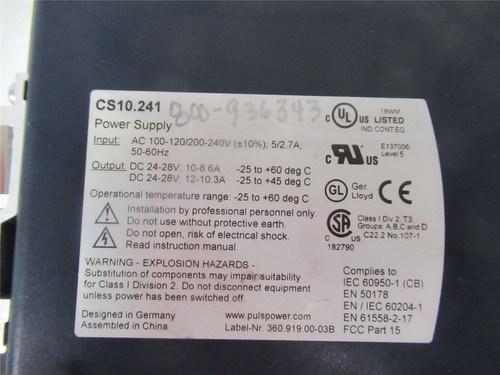 CS10.241 800-936343
Power Supply
Input: AC 100-120/200-240V (±10%); 5/2.7A;
50-60Hz
Output: DC 24-28V: 10-8.6A -25 to +60 deg C
DC 24-28V: 12-10.3A -25 to +45 deg C
Operational temperature range: -25 to +60 deg C
Installation by professional personnel only.
Do not use without protective earth.
Do not open, risk of electrical shock.
Read instruction manual.
WARNING - EXPLOSION HAZARDS -
Substitution of components may impair suitability
for Class I Division 2. Do not disconnect equipment
unless power has been switched off.
Designed in Germany
Assembled in China
www.pulspower.com
Label-Nr. 360.919.00-03B
18WM
C UL US LISTED
IND.CONT.EQ.
C UR US
E137006
Level 5
GL Ger.
Lloyd
CE
SA
C US
182790
Class I Div 2, T3
Groups: A,B,C and D
C22.2 No.107-1
Complies to:
IEC 60950-1 (CB)
EN 50178
EN / IEC 60204-1
EN 61558-2-17
FCC Part 15